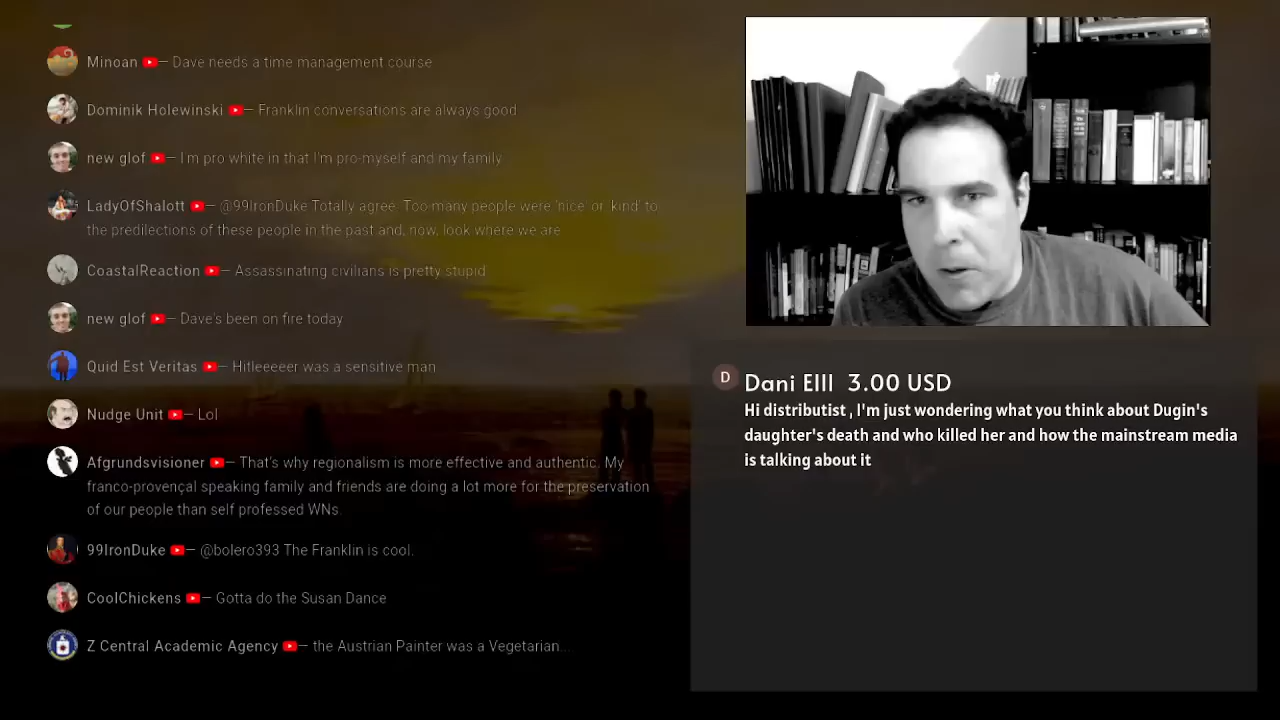 Minoan — Dave needs a time management course
Dominik Holewinski — Franklin conversations are always good
new glof — I'm pro white in that I'm pro-myself and my family
LadyOfShalott — @99IronDuke Totally agree. Too many people were 'nice' or 'kind' to
the predilections of these people in the past and, now, look where we are
CoastalReaction — Assassinating civilians is pretty stupid
new glof — Dave's been on fire today
Quid Est Veritas — Hitleeeeer was a sensitive man
Nudge Unit — Lol
Afgrundsvisioner — That's why regionalism is more effective and authentic. My
franco-provençal speaking family and friends are doing a lot more for the preservation
of our people than self professed WNs.
99IronDuke — @bolero393 The Franklin is cool.
CoolChickens — Gotta do the Susan Dance
Z Central Academic Agency — the Austrian Painter was a Vegetarian...
D
Dani EIII 3.00 USD
Hi distributist , I'm just wondering what you think about Dugin's
daughter's death and who killed her and how the mainstream media
is talking about it